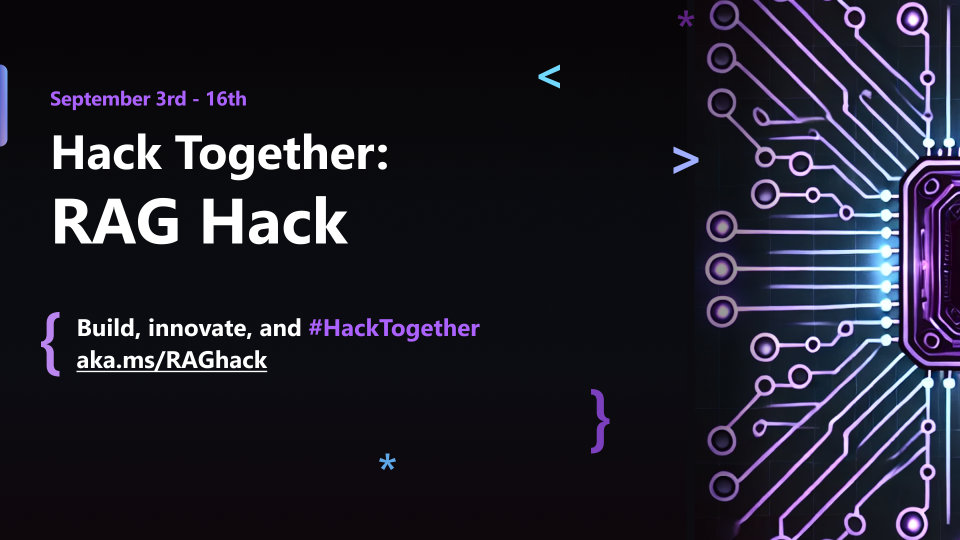 *
<
September 3rd - 16th
Hack Together:
>
RAG Hack
{ Build, innovate, and #HackTogether
aka.ms/RAGhack
}
*